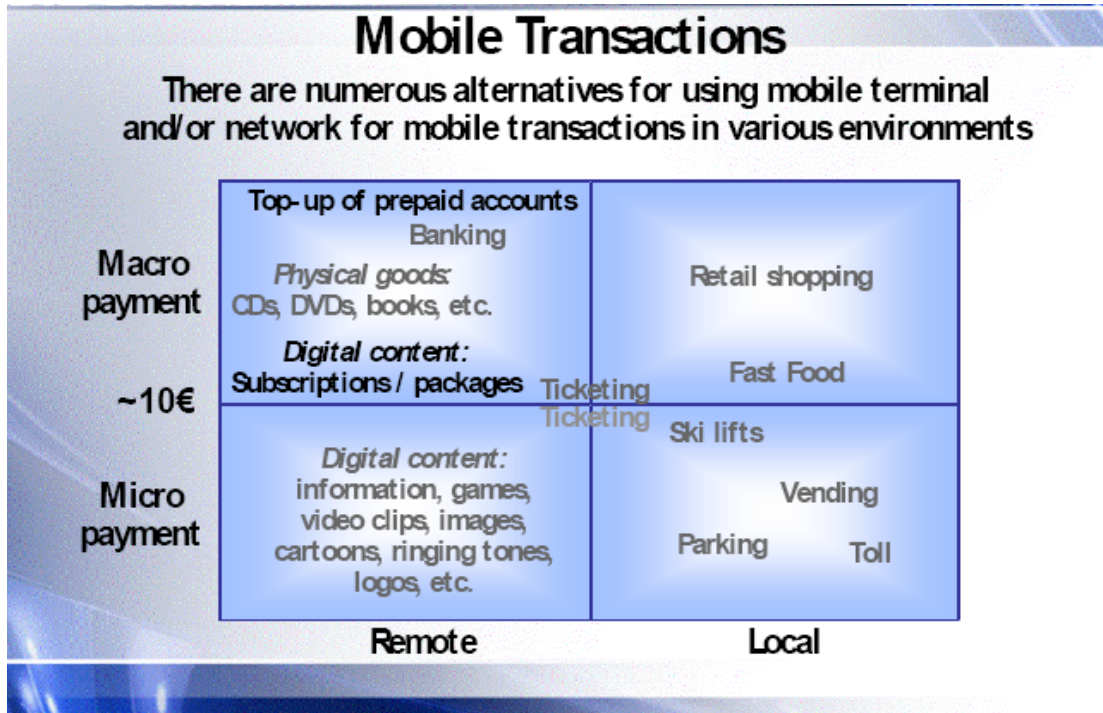 Mobile Transactions
There are numerous alternatives for using mobile terminal
and/or network for mobile transactions in various environments
Macro
payment
~10€
Micro
payment
Top-up of prepaid accounts
Banking
Physical goods:
CDs, DVDs, books, etc.
Digital content:
Subscriptions / packages
Ticketing
Ticketing
Retail shopping
Fast Food
Digital content:
information, games,
video clips, images,
cartoons, ringing tones,
logos, etc.
Ski lifts
Vending
Parking
Toll
Remote
Local